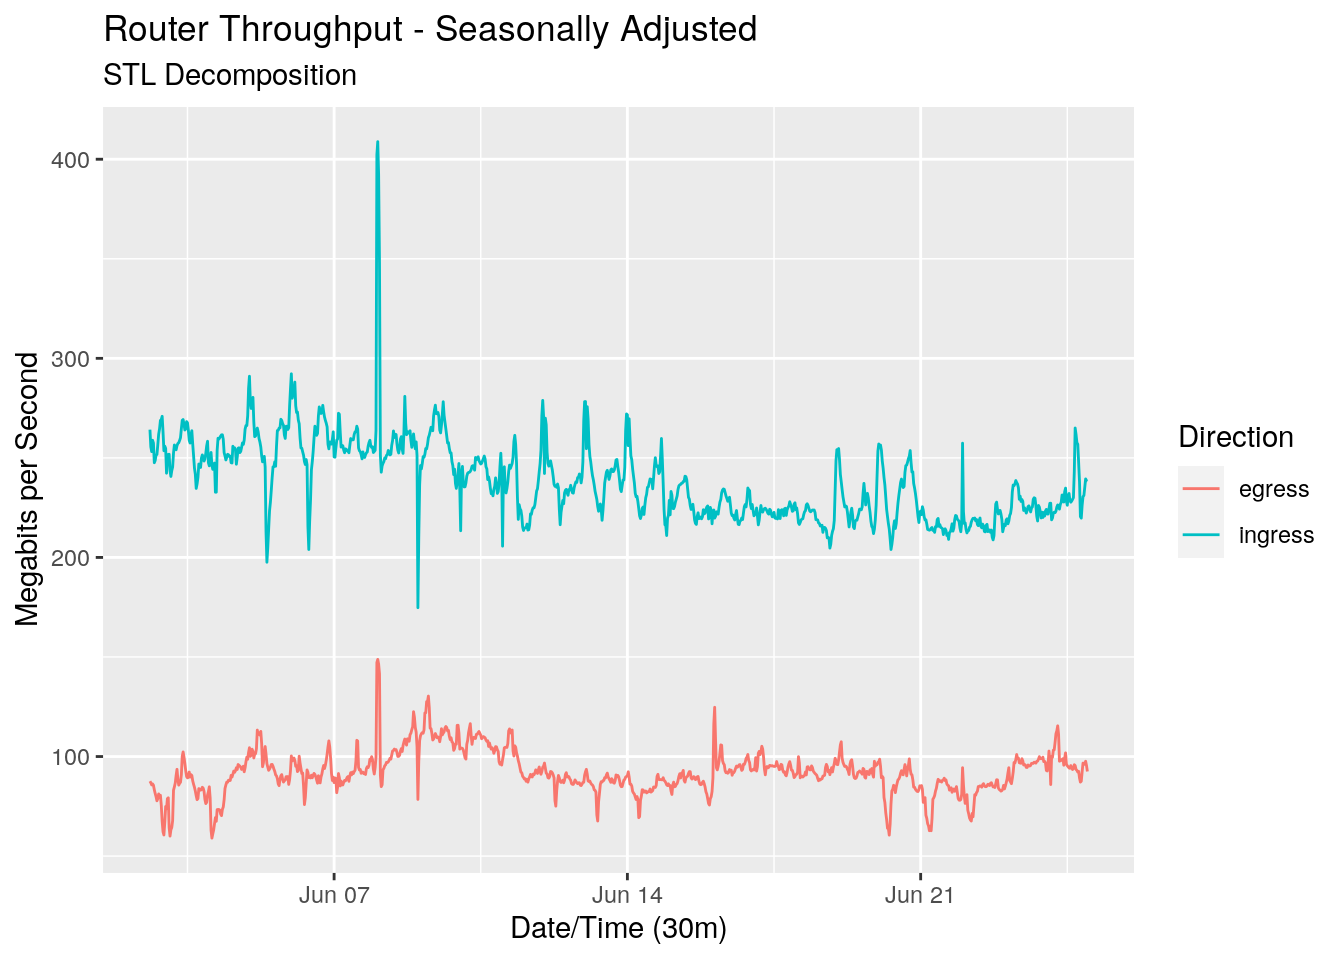 Router Throughput - Seasonally Adjusted
STL Decomposition
400
300
200
100
Megabits per Second
Jun 07
Jun 14
Jun 21
Date/Time (30m)
Direction
egress
ingress